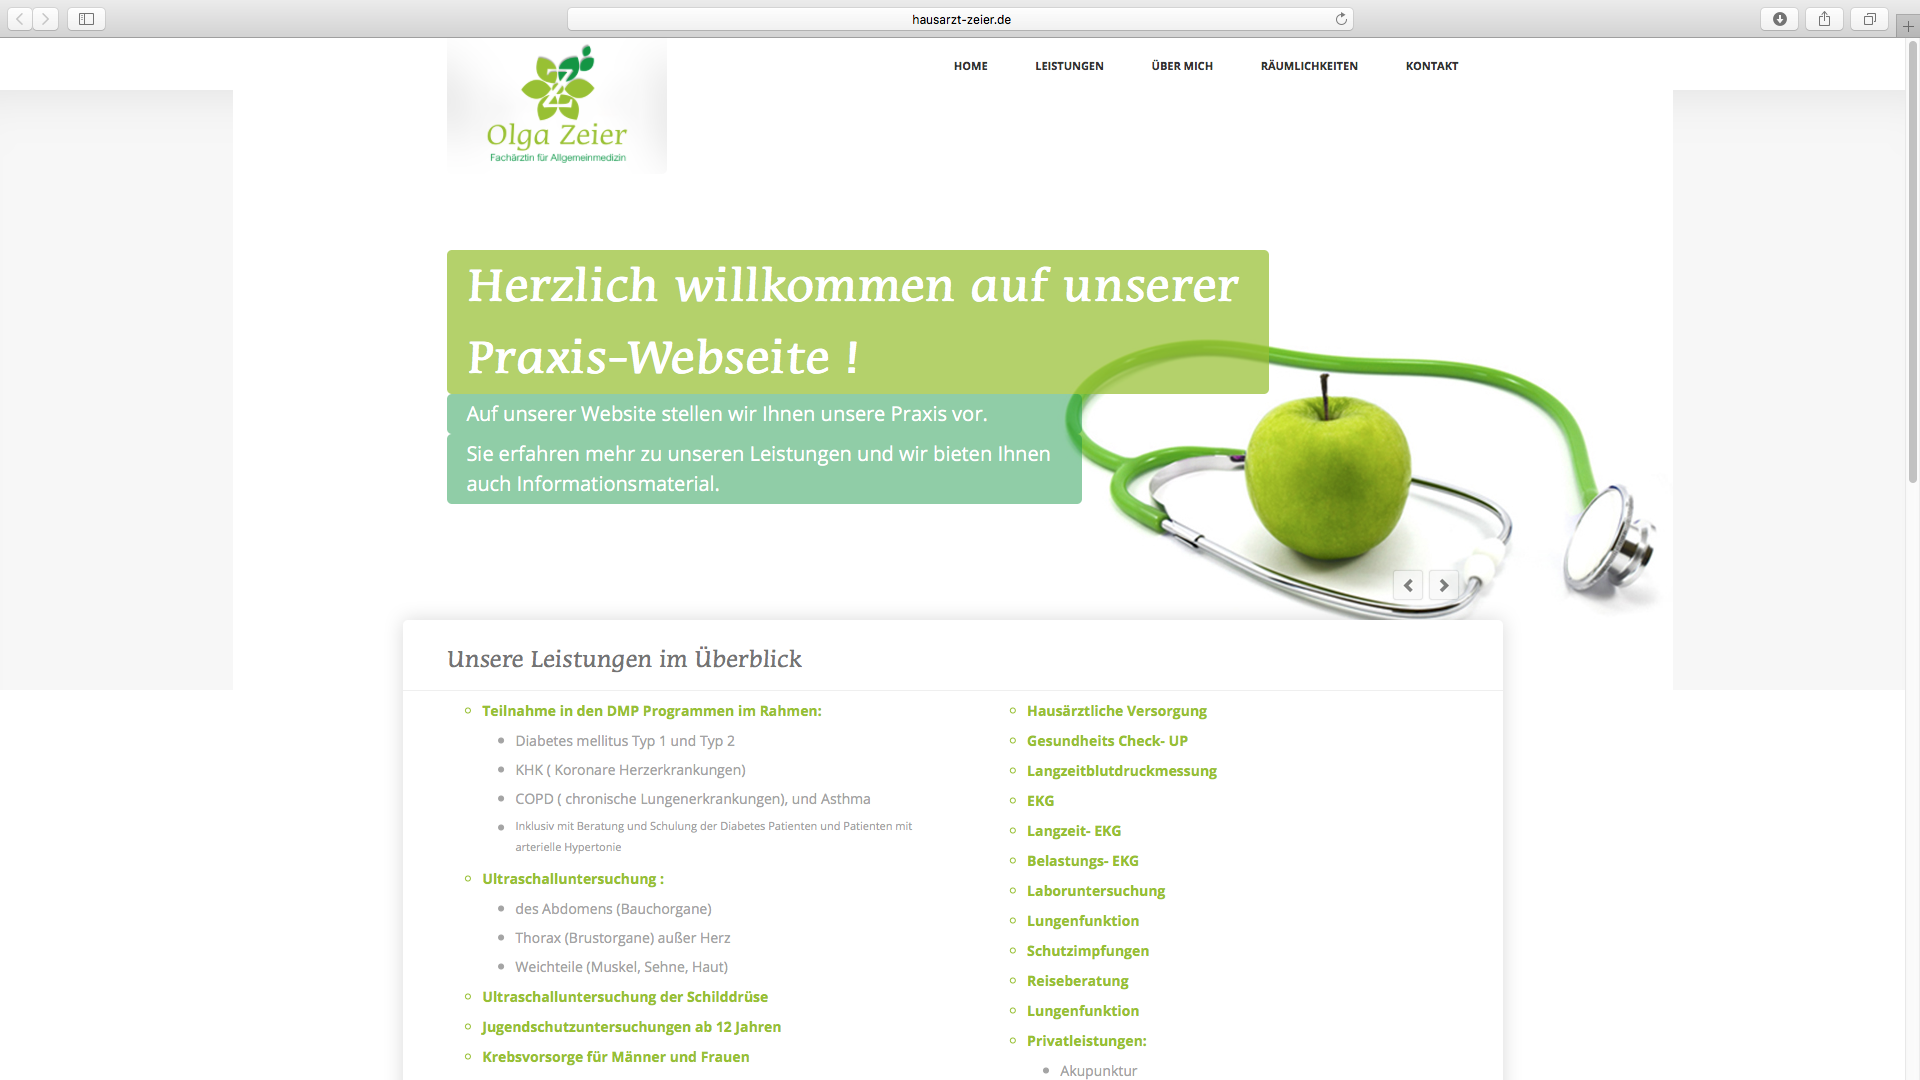 hausarzt-zeier.de
Z
Olga Zeier
Fachärztin für Allgemeinmedizin
HOME
LEISTUNGEN
ÜBER MICH
RÄUMLICHKEITEN
KONTAKT
Herzlich willkommen auf unserer
Praxis-Webseite !
Auf unserer Website stellen wir Ihnen unsere Praxis vor.
Sie erfahren mehr zu unseren Leistungen und wir bieten Ihnen
auch Informationsmaterial.
Unsere Leistungen im Überblick
Teilnahme in den DMP Programmen im Rahmen:
Diabetes mellitus Typ 1 und Typ 2
KHK ( Koronare Herzerkrankungen)
COPD ( chronische Lungenerkrankungen), und Asthma
Inklusiv mit Beratung und Schulung der Diabetes Patienten und Patienten mit
arterielle Hypertonie
Ultraschalluntersuchung :
des Abdomens (Bauchorgane)
Thorax (Brustorgane) außer Herz
Weichteile (Muskel, Sehne, Haut)
Ultraschalluntersuchung der Schilddrüse
Jugendschutzuntersuchungen ab 12 Jahren
Krebsvorsorge für Männer und Frauen
Hausärztliche Versorgung
Gesundheits Check- UP
Langzeitblutdruckmessung
EKG
Langzeit- EKG
Belastungs- EKG
Laboruntersuchung
Lungenfunktion
Schutzimpfungen
Reiseberatung
Lungenfunktion
Privatleistungen:
Akupunktur